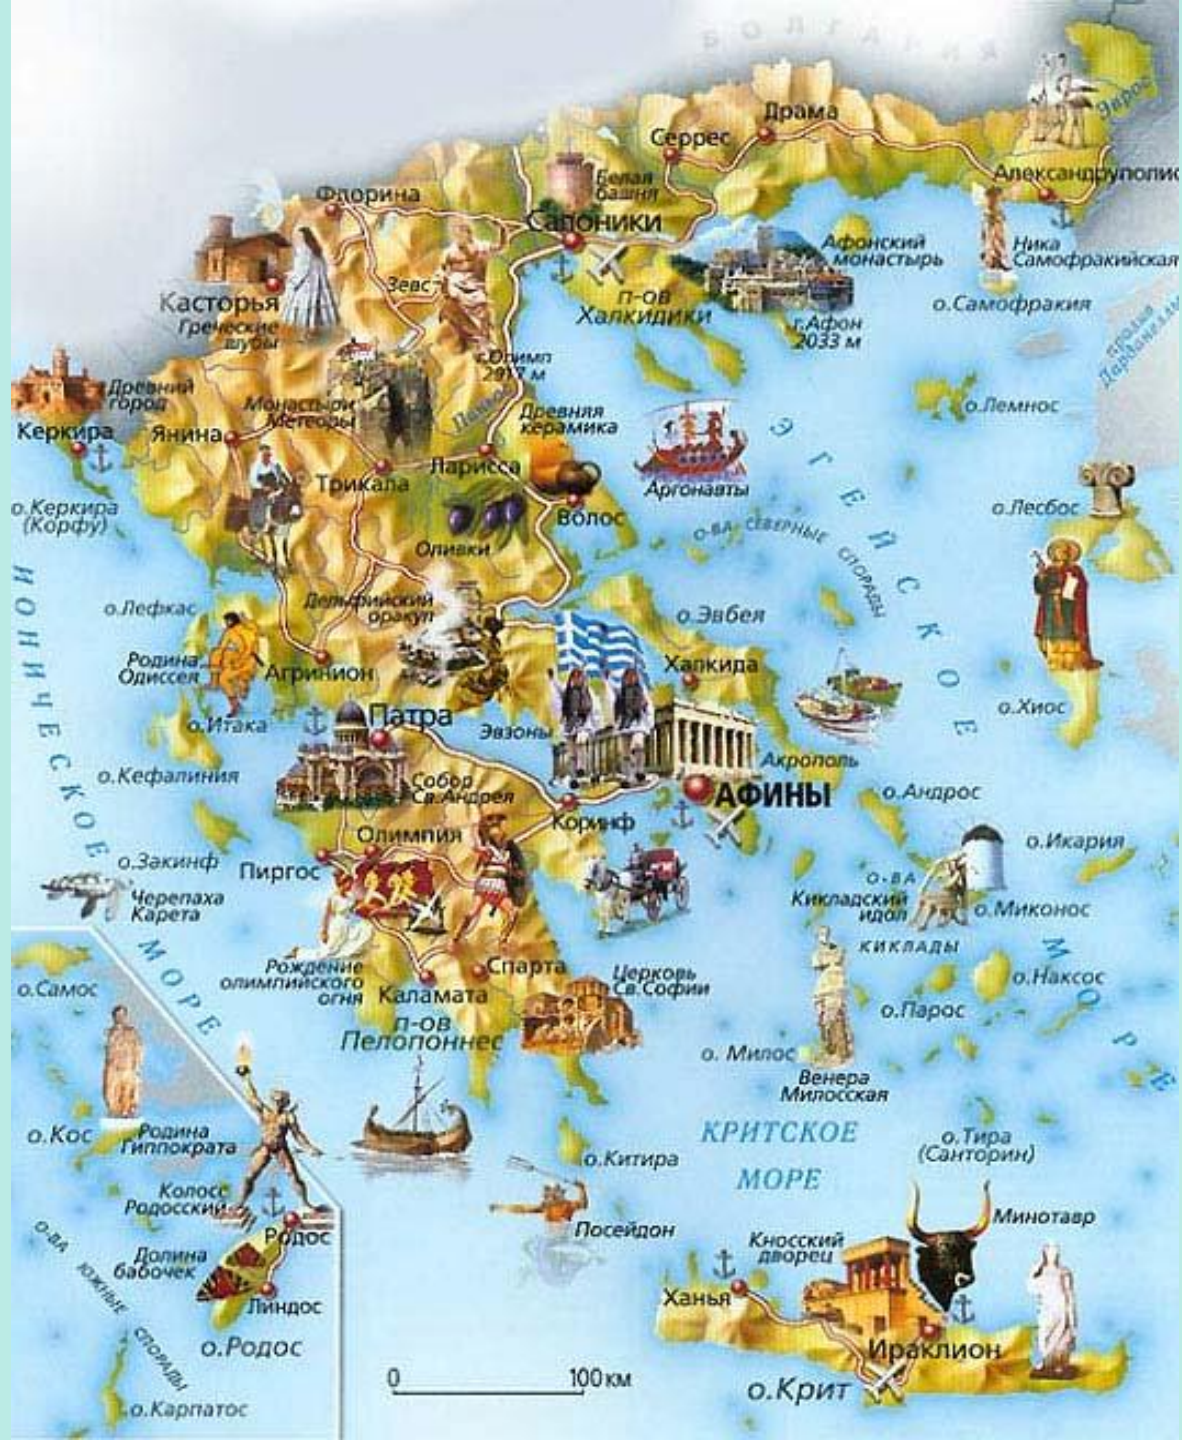 БОЛГАРИЯ
Эврос
Драма
Серрес
Александруполис
Белая
башня
Флорина
Салоники
Афонский
монастырь
Ника
Самофракийская
Зевс
Касторья
Греческие
шубы
п-ов
Халкидики
о.Самофракия
г.Афон
2033 м
пролив
Дарданеллы
г.Олимп
2917 м
Древний
город
Монастыри
Метеоры
Древняя
керамика
о.Лемнос
Керкира
Янина
Ларисса
Трикала
Аргонавты
о.Керкира
(Корфу)
Волос
о.Лесбос
Оливки
О-ВА СЕВЕРНЫЕ СПОРАДЫ
ЭГЕЙСКОЕ МОРЕ
ИОНИЧЕСКОЕ МОРЕ
о.Лефкас
Дельфийский
оракул
о.Эвбея
Родина
Одиссея
Агринион
Халкида
о.Итака
Патра
Эвзоны
о.Хиос
Акрополь
о.Кефалиния
Собор
Св.Андрея
АФИНЫ
о.Андрос
Коринф
Олимпия
о.Икария
о.Закинф
Пиргос
О-ВА
КИКЛАДЫ
Кикладский
идол
о.Миконос
Черепаха
Карета
Рождение
олимпийского
огня
Спарта
Каламата
Церковь
Св.Софии
о.Наксос
о.Самос
о.Парос
п-ов
Пелопоннес
о. Милос
Венера
Милосская
о.Кос
Родина
Гиппократа
КРИТСКОЕ
МОРЕ
о.Тира
(Санторин)
о.Китира
Колосс
Родосский
Посейдон
Минотавр
Родос
Кносский
дворец
Долина
бабочек
Линдос
Ханья
О-ВА ЮЖНЫЕ СПОРАДЫ
о.Родос
Ираклион
0 100 км
о.Крит
о.Карпатос